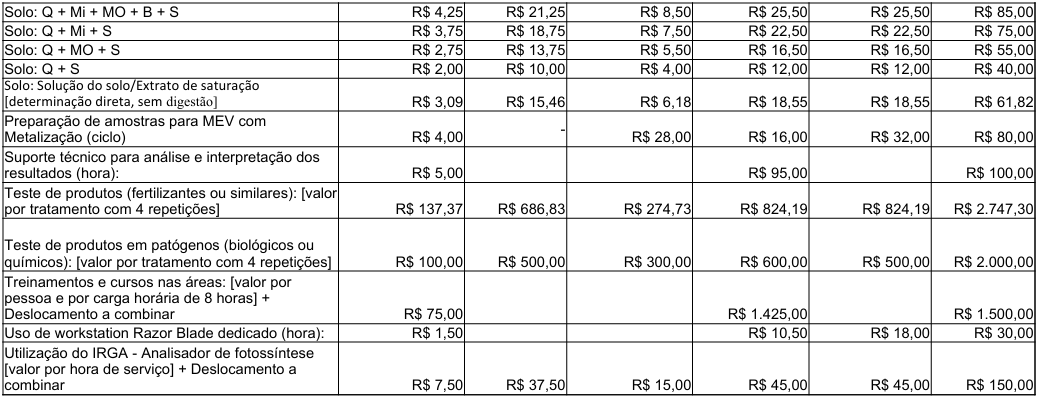 Solo: Q + Mi + MO + B + S R$ 4,25 R$ 21,25 R$ 8,50 R$ 25,50 R$ 25,50 R$ 85,00
Solo: Q + Mi + S R$ 3,75 R$ 18,75 R$ 7,50 R$ 22,50 R$ 22,50 R$ 75,00
Solo: Q + MO + S R$ 2,75 R$ 13,75 R$ 5,50 R$ 16,50 R$ 16,50 R$ 55,00
Solo: Q + S R$ 2,00 R$ 10,00 R$ 4,00 R$ 12,00 R$ 12,00 R$ 40,00
Solo: Solução do solo/Extrato de saturação
[determinação direta, sem digestão] R$ 3,09 R$ 15,46 R$ 6,18 R$ 18,55 R$ 18,55 R$ 61,82
Preparação de amostras para MEV com
Metalização (ciclo) R$ 4,00 - R$ 28,00 R$ 16,00 R$ 32,00 R$ 80,00
Suporte técnico para análise e interpretação dos
resultados (hora): R$ 5,00 R$ 95,00 R$ 100,00
Teste de produtos (fertilizantes ou similares): [valor
por tratamento com 4 repetições] R$ 137,37 R$ 686,83 R$ 274,73 R$ 824,19 R$ 824,19 R$ 2.747,30
Teste de produtos em patógenos (biológicos ou
químicos): [valor por tratamento com 4 repetições] R$ 100,00 R$ 500,00 R$ 300,00 R$ 600,00 R$ 500,00 R$ 2.000,00
Treinamentos e cursos nas áreas: [valor por
pessoa e por carga horária de 8 horas] +
Deslocamento a combinar R$ 75,00 R$ 1.425,00 R$ 1.500,00
Uso de workstation Razor Blade dedicado (hora): R$ 1,50 R$ 10,50 R$ 18,00 R$ 30,00
Utilização do IRGA - Analisador de fotossíntese
[valor por hora de serviço] + Deslocamento a
combinar R$ 7,50 R$ 37,50 R$ 15,00 R$ 45,00 R$ 45,00 R$ 150,00